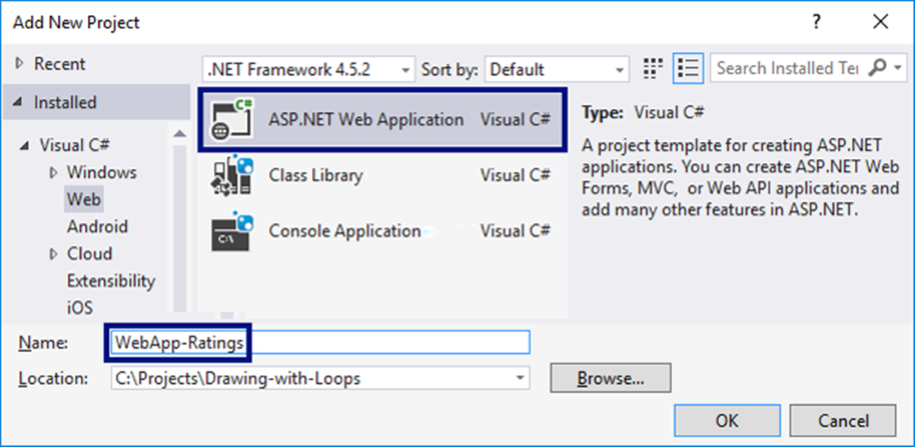 Add New Project
?
Recent
.NET Framework 4.5.2
Sort by:
Default
Search Installed Te
Installed
Visual C#
Windows
Web
Android
Cloud
Extensibility
iOS
C#
ASP.NET Web Application
Visual C#
Class Library
Visual C#
C:\
Console Application
Visual C#
Type: Visual C#
A project template for creating ASP.NET
applications. You can create ASP.NET Web
Forms, MVC, or Web API applications and
add many other features in ASP.NET.
Name:
WebApp-Ratings
Location:
C:\Projects\Drawing-with-Loops
Browse...
OK
Cancel